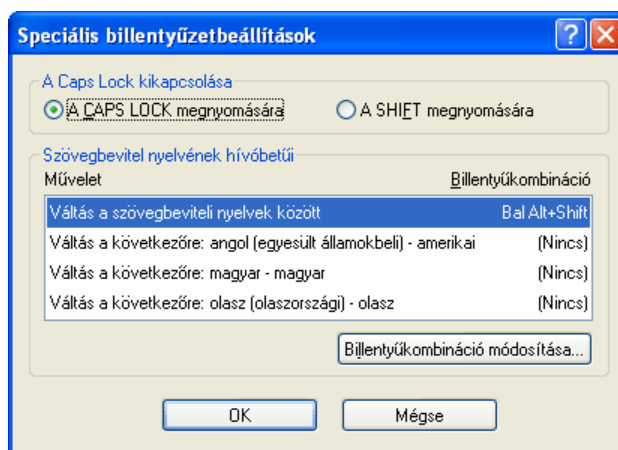 Speciális billentyűzetbeállítások
A Caps Lock kikapcsolása
A CAPS LOCK megnyomására A SHIFT megnyomására
Szövegbevitel nyelvének hívóbetűi
Művelet Billentyűkombináció
Váltás a szövegbeviteli nyelvek között Bal Alt+Shift
Váltás a következőre: angol (egyesült államokbeli) - amerikai (Nincs)
Váltás a következőre: magyar - magyar (Nincs)
Váltás a következőre: olasz (olaszországi) - olasz (Nincs)
Billentyűkombináció módosítása...
OK Mégse